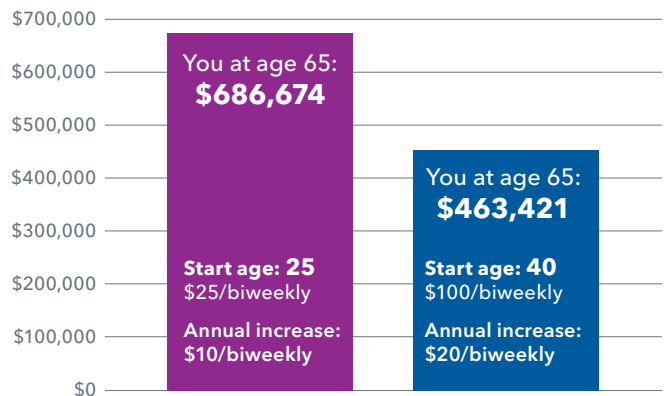 $700,000
$600,000
$500,000
$400,000
$300,000
$200,000
$100,000
$0
You at age 65:
$686,674
Start age: 25
$25/biweekly
Annual increase:
$10/biweekly
You at age 65:
$463,421
Start age: 40
$100/biweekly
Annual increase:
$20/biweekly